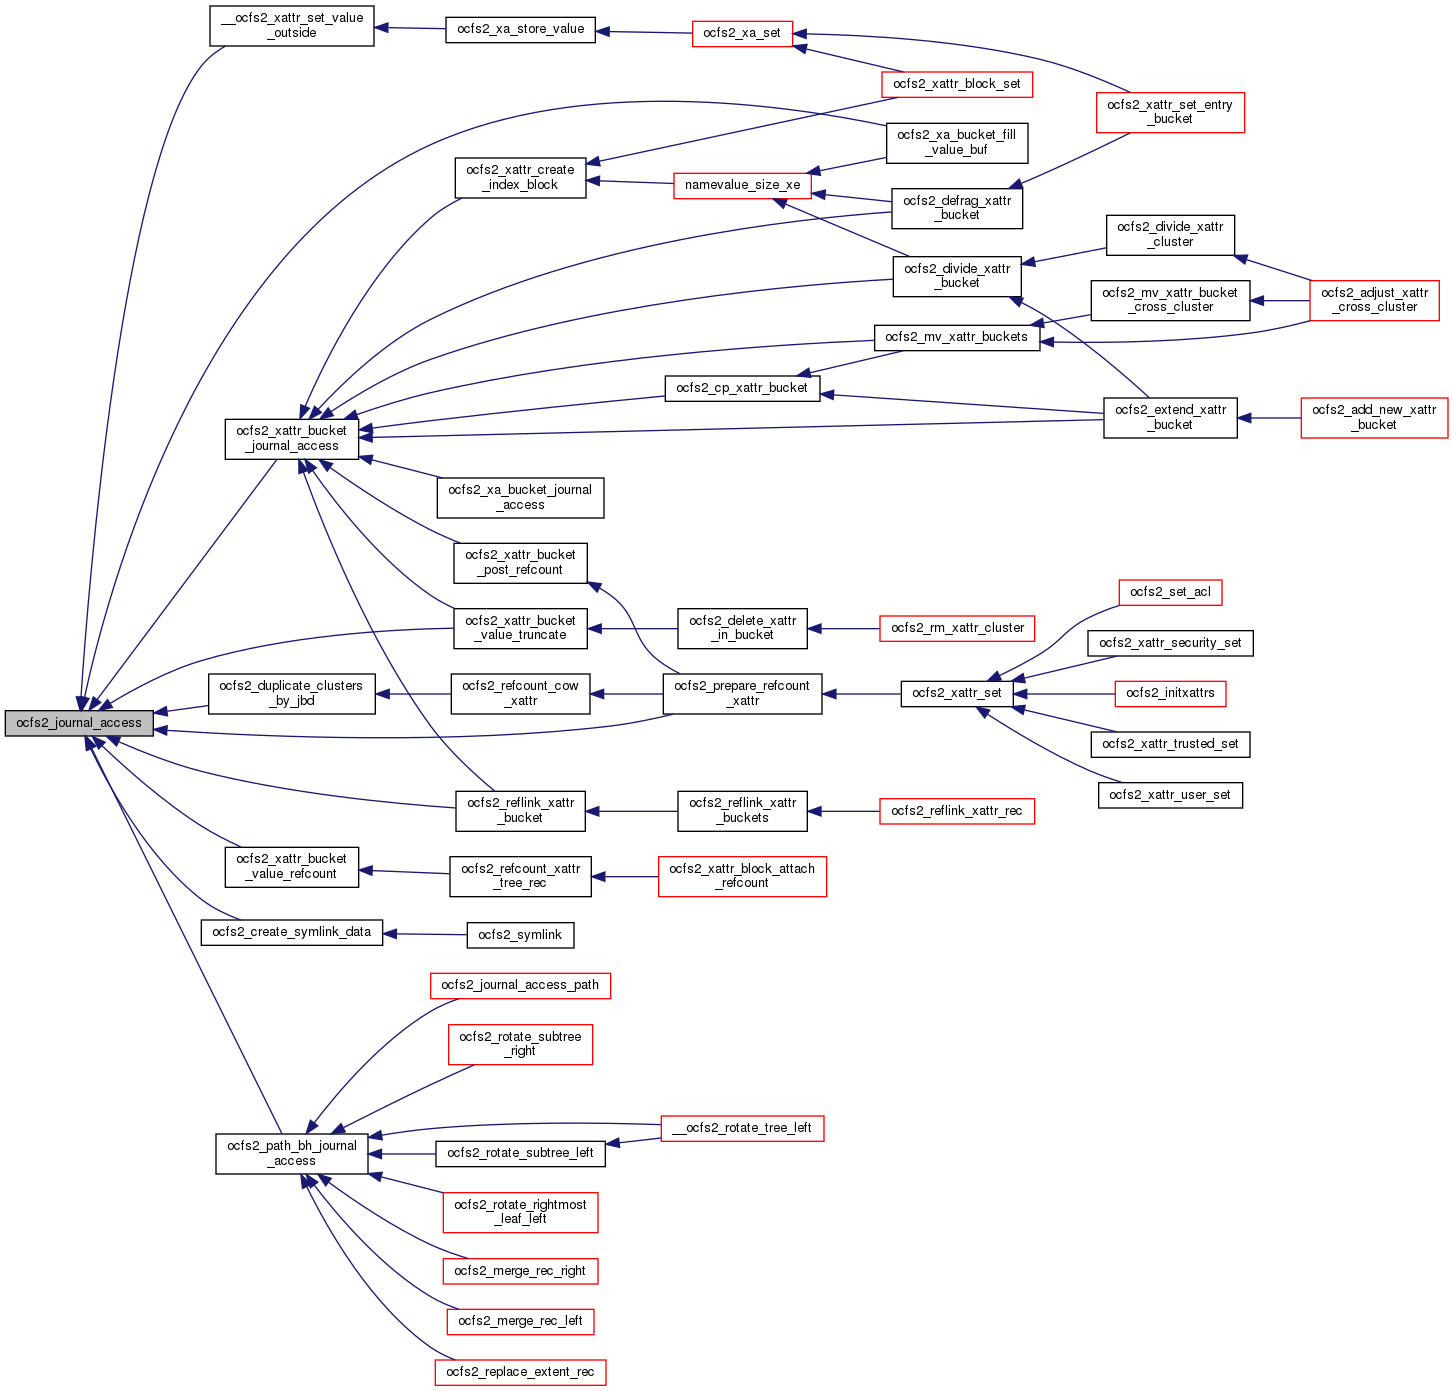 __ocfs2_xattr_set_value
_outside
ocfs2_xa_store_value
ocfs2_xa_set
ocfs2_xattr_block_set
ocfs2_xattr_set_entry
_bucket
ocfs2_xa_bucket_fill
_value_buf
ocfs2_xattr_create
_index_block
namevalue_size_xe
ocfs2_defrag_xattr
_bucket
ocfs2_divide_xattr
_cluster
ocfs2_divide_xattr
_bucket
ocfs2_mv_xattr_bucket
_cross_cluster
ocfs2_adjust_xattr
_cross_cluster
ocfs2_mv_xattr_buckets
ocfs2_cp_xattr_bucket
ocfs2_extend_xattr
_bucket
ocfs2_add_new_xattr
_bucket
ocfs2_xattr_bucket
_journal_access
ocfs2_xa_bucket_journal
_access
ocfs2_xattr_bucket
_post_refcount
ocfs2_set_acl
ocfs2_xattr_bucket
_value_truncate
ocfs2_delete_xattr
_in_bucket
ocfs2_rm_xattr_cluster
ocfs2_xattr_security_set
ocfs2_duplicate_clusters
_by_jbd
ocfs2_refcount_cow
_xattr
ocfs2_prepare_refcount
_xattr
ocfs2_xattr_set
ocfs2_initxattrs
ocfs2_journal_access
ocfs2_xattr_trusted_set
ocfs2_xattr_user_set
ocfs2_reflink_xattr
_bucket
ocfs2_reflink_xattr
_buckets
ocfs2_reflink_xattr_rec
ocfs2_xattr_bucket
_value_refcount
ocfs2_refcount_xattr
_tree_rec
ocfs2_xattr_block_attach
_refcount
ocfs2_create_symlink_data
ocfs2_symlink
ocfs2_journal_access_path
ocfs2_rotate_subtree
_right
__ocfs2_rotate_tree_left
ocfs2_path_bh_journal
_access
ocfs2_rotate_subtree_left
ocfs2_rotate_rightmost
_leaf_left
ocfs2_merge_rec_right
ocfs2_merge_rec_left
ocfs2_replace_extent_rec